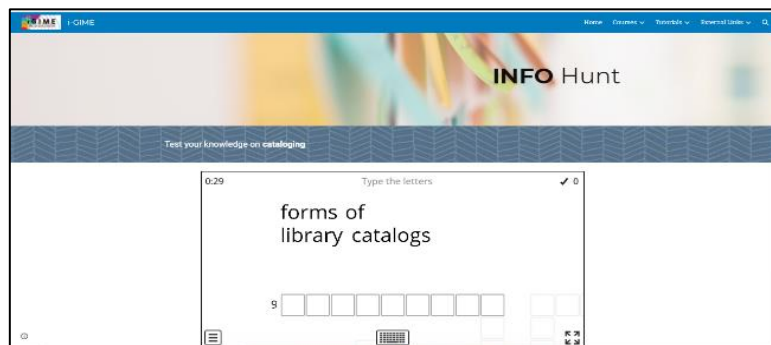 i-GIME
Home Courses Tutorials External Links
INFO Hunt
Test your knowledge on cataloging
0:29 Type the letters ✓ 0
forms of
library catalogs
9